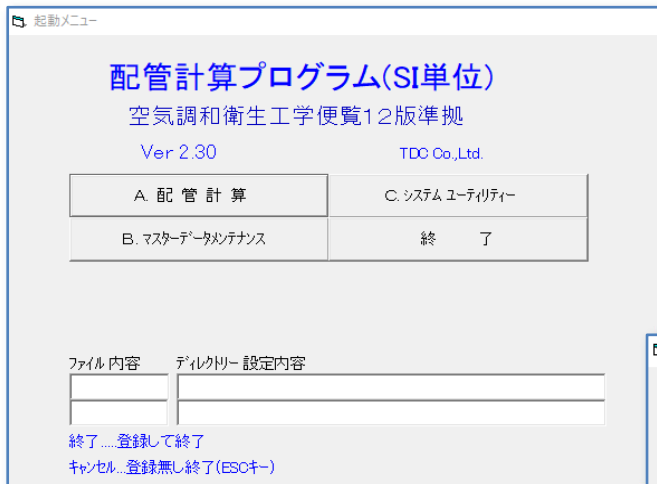 起動メニュー
配管計算プログラム(SI単位)
空気調和衛生工学便覧12版準拠
Ver 2.30 TDC Co.,Ltd.
A. 配 管 計 算 C. システム ユーティリティー
B. マスターデータメンテナンス 終 了
ファイル 内容 ディレクトリー 設定内容
終了.....登録して終了
キャンセル...登録無し終了(ESCキー)